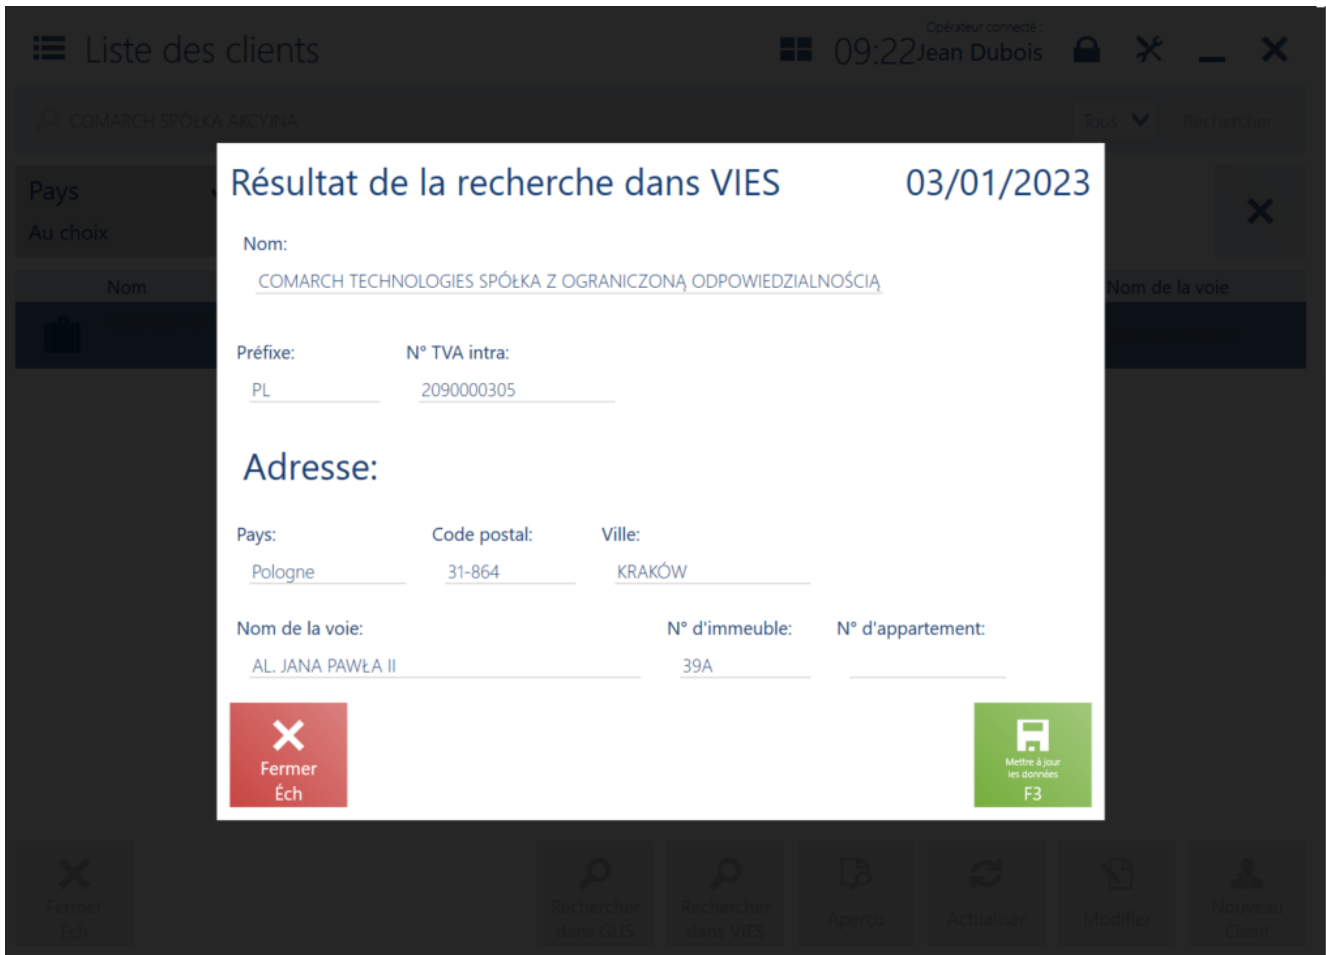 Liste des clients
09:22
Opérateur connecté :
Jean Dubois
COMARCH SPÓŁKA AKCYJNA
Tous
Rechercher
Pays
Au choix
Nom
Nom de la voie
Résultat de la recherche dans VIES
03/01/2023
Nom:
COMARCH TECHNOLOGIES SPÓŁKA Z OGRANICZONĄ ODPOWIEDZIALNOŚCIĄ
Préfixe:
N° TVA intra:
PL
2090000305
Adresse:
Pays:
Code postal:
Ville:
Pologne
31-864
KRAKÓW
Nom de la voie:
N° d'immeuble:
N° d'appartement:
AL. JANA PAWŁA II
39A
Fermer
Éch
Mettre à jour
les données
F3
Fermer
Éch
Rechercher
dans GUS
Rechercher
dans VIES
Aperçu
Actualiser
Modifier
Nouveau
Client